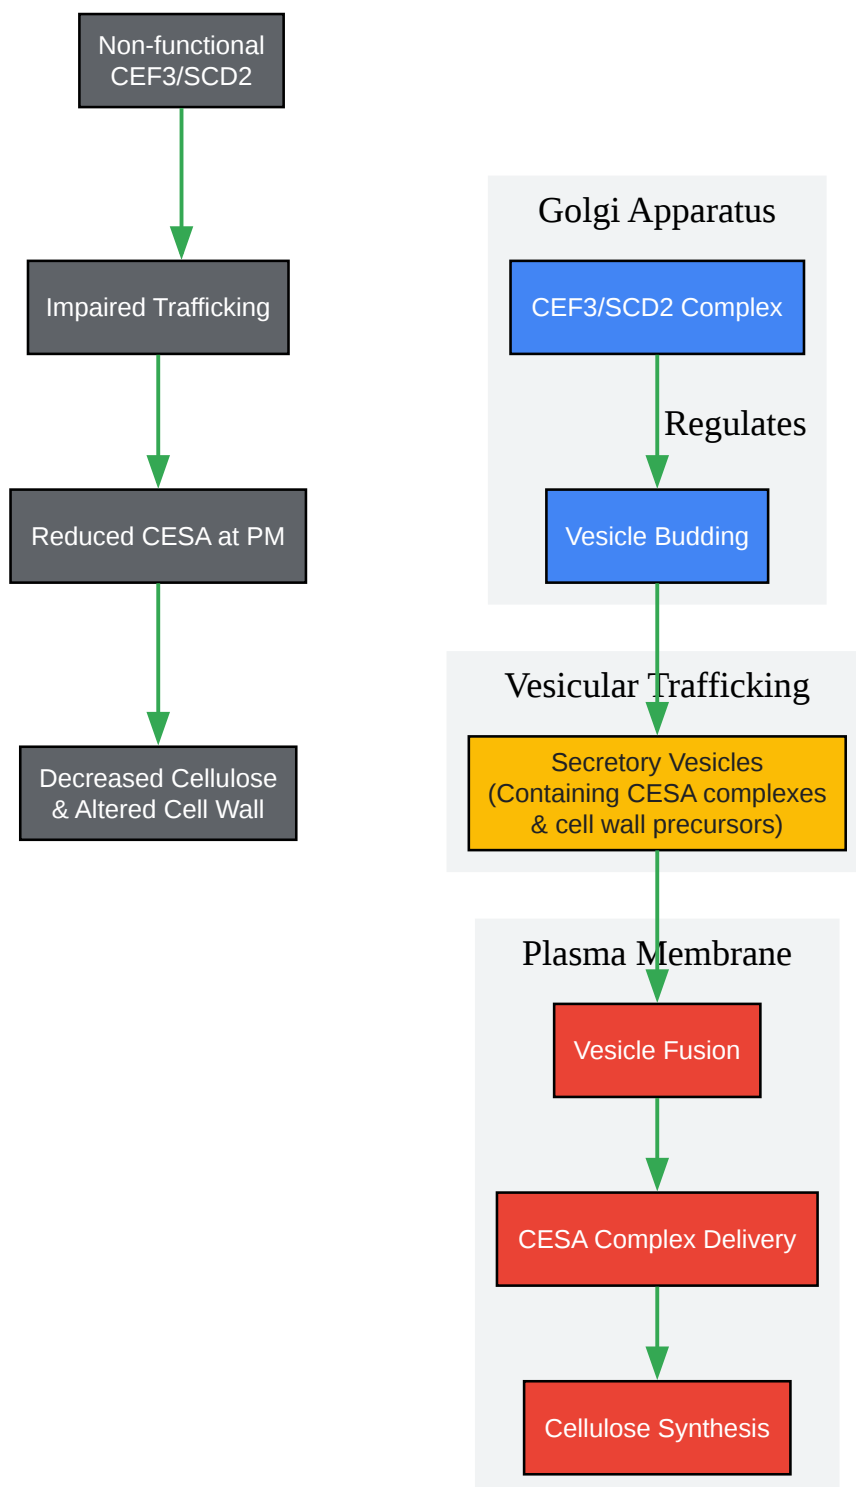 Non-functional
CEF3/SCD2
Impaired Trafficking
Reduced CESA at PM
Decreased Cellulose
& Altered Cell Wall
Golgi Apparatus
CEF3/SCD2 Complex
Regulates
Vesicle Budding
Vesicular Trafficking
Secretory Vesicles
(Containing CESA complexes
& cell wall precursors)
Plasma Membrane
Vesicle Fusion
CESA Complex Delivery
Cellulose Synthesis